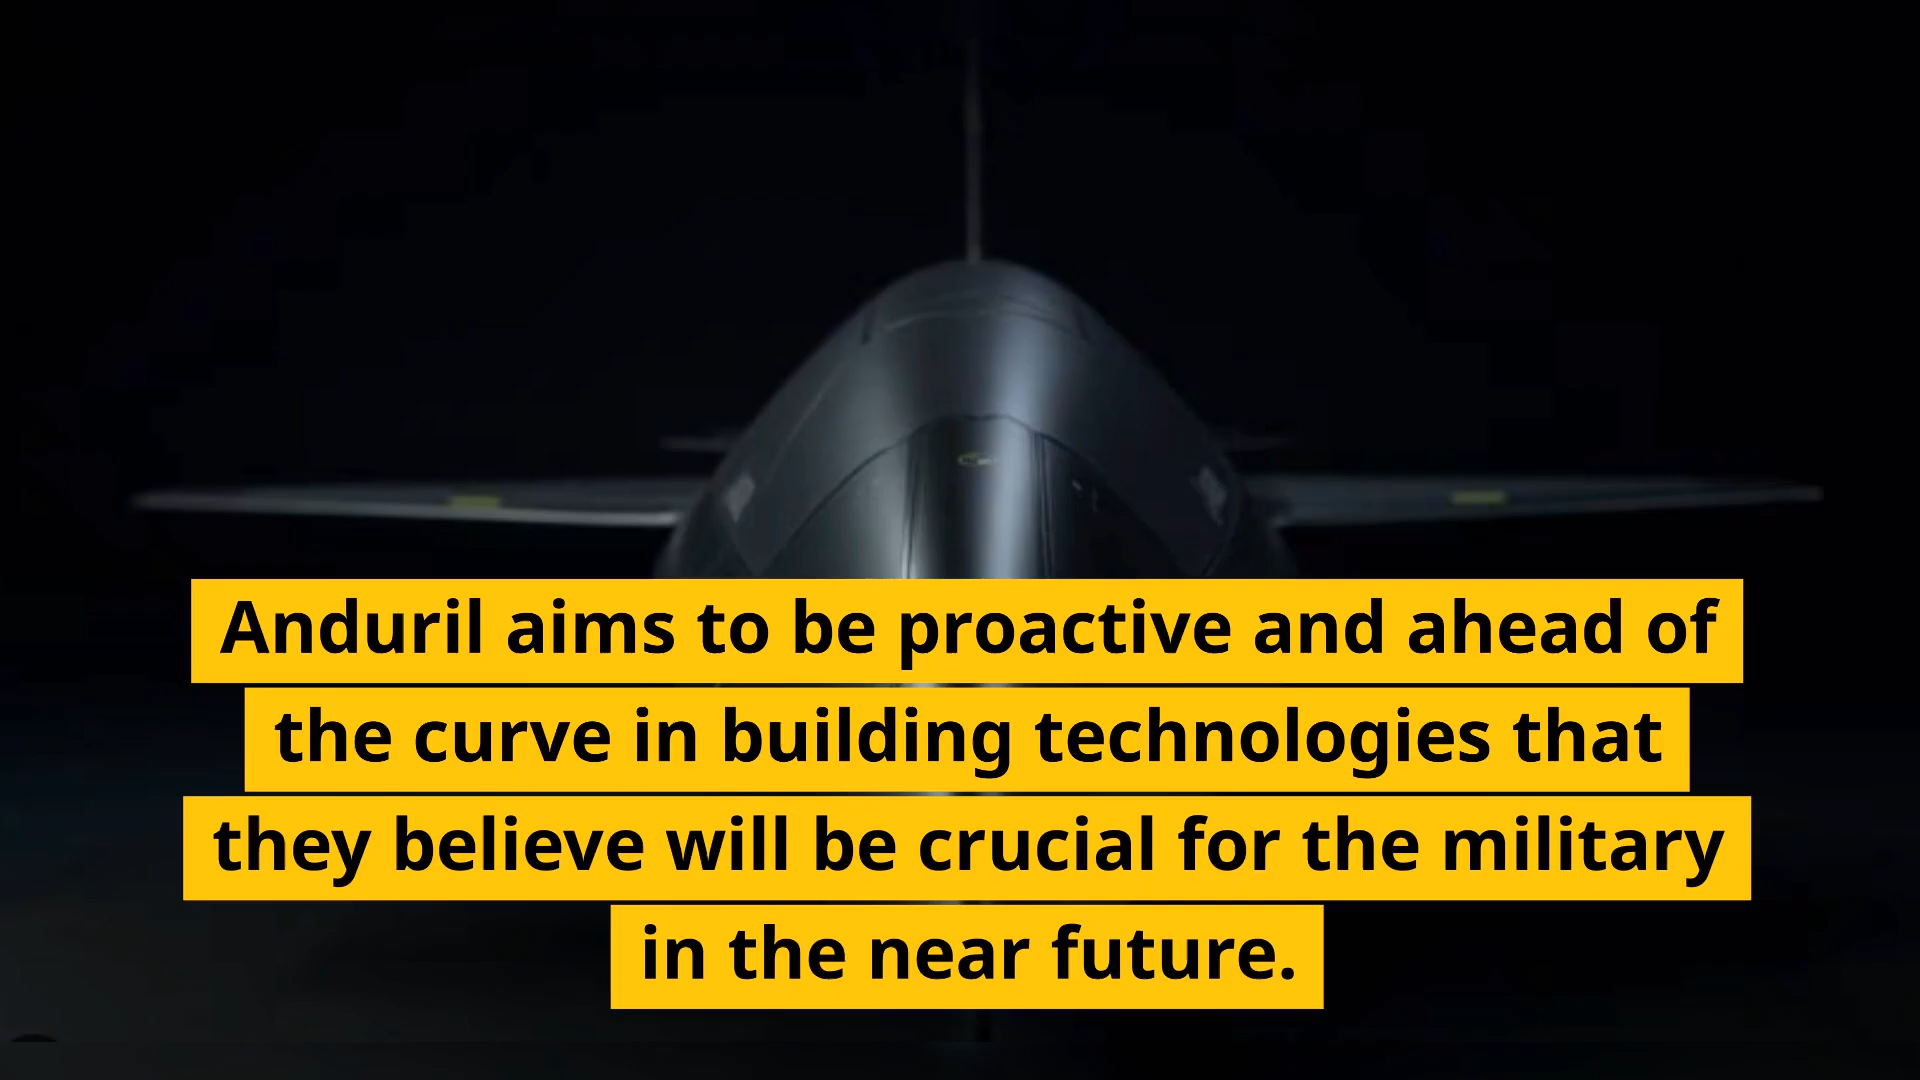 Anduril aims to be proactive and ahead of
the curve in building technologies that
they believe will be crucial for the military
in the near future.